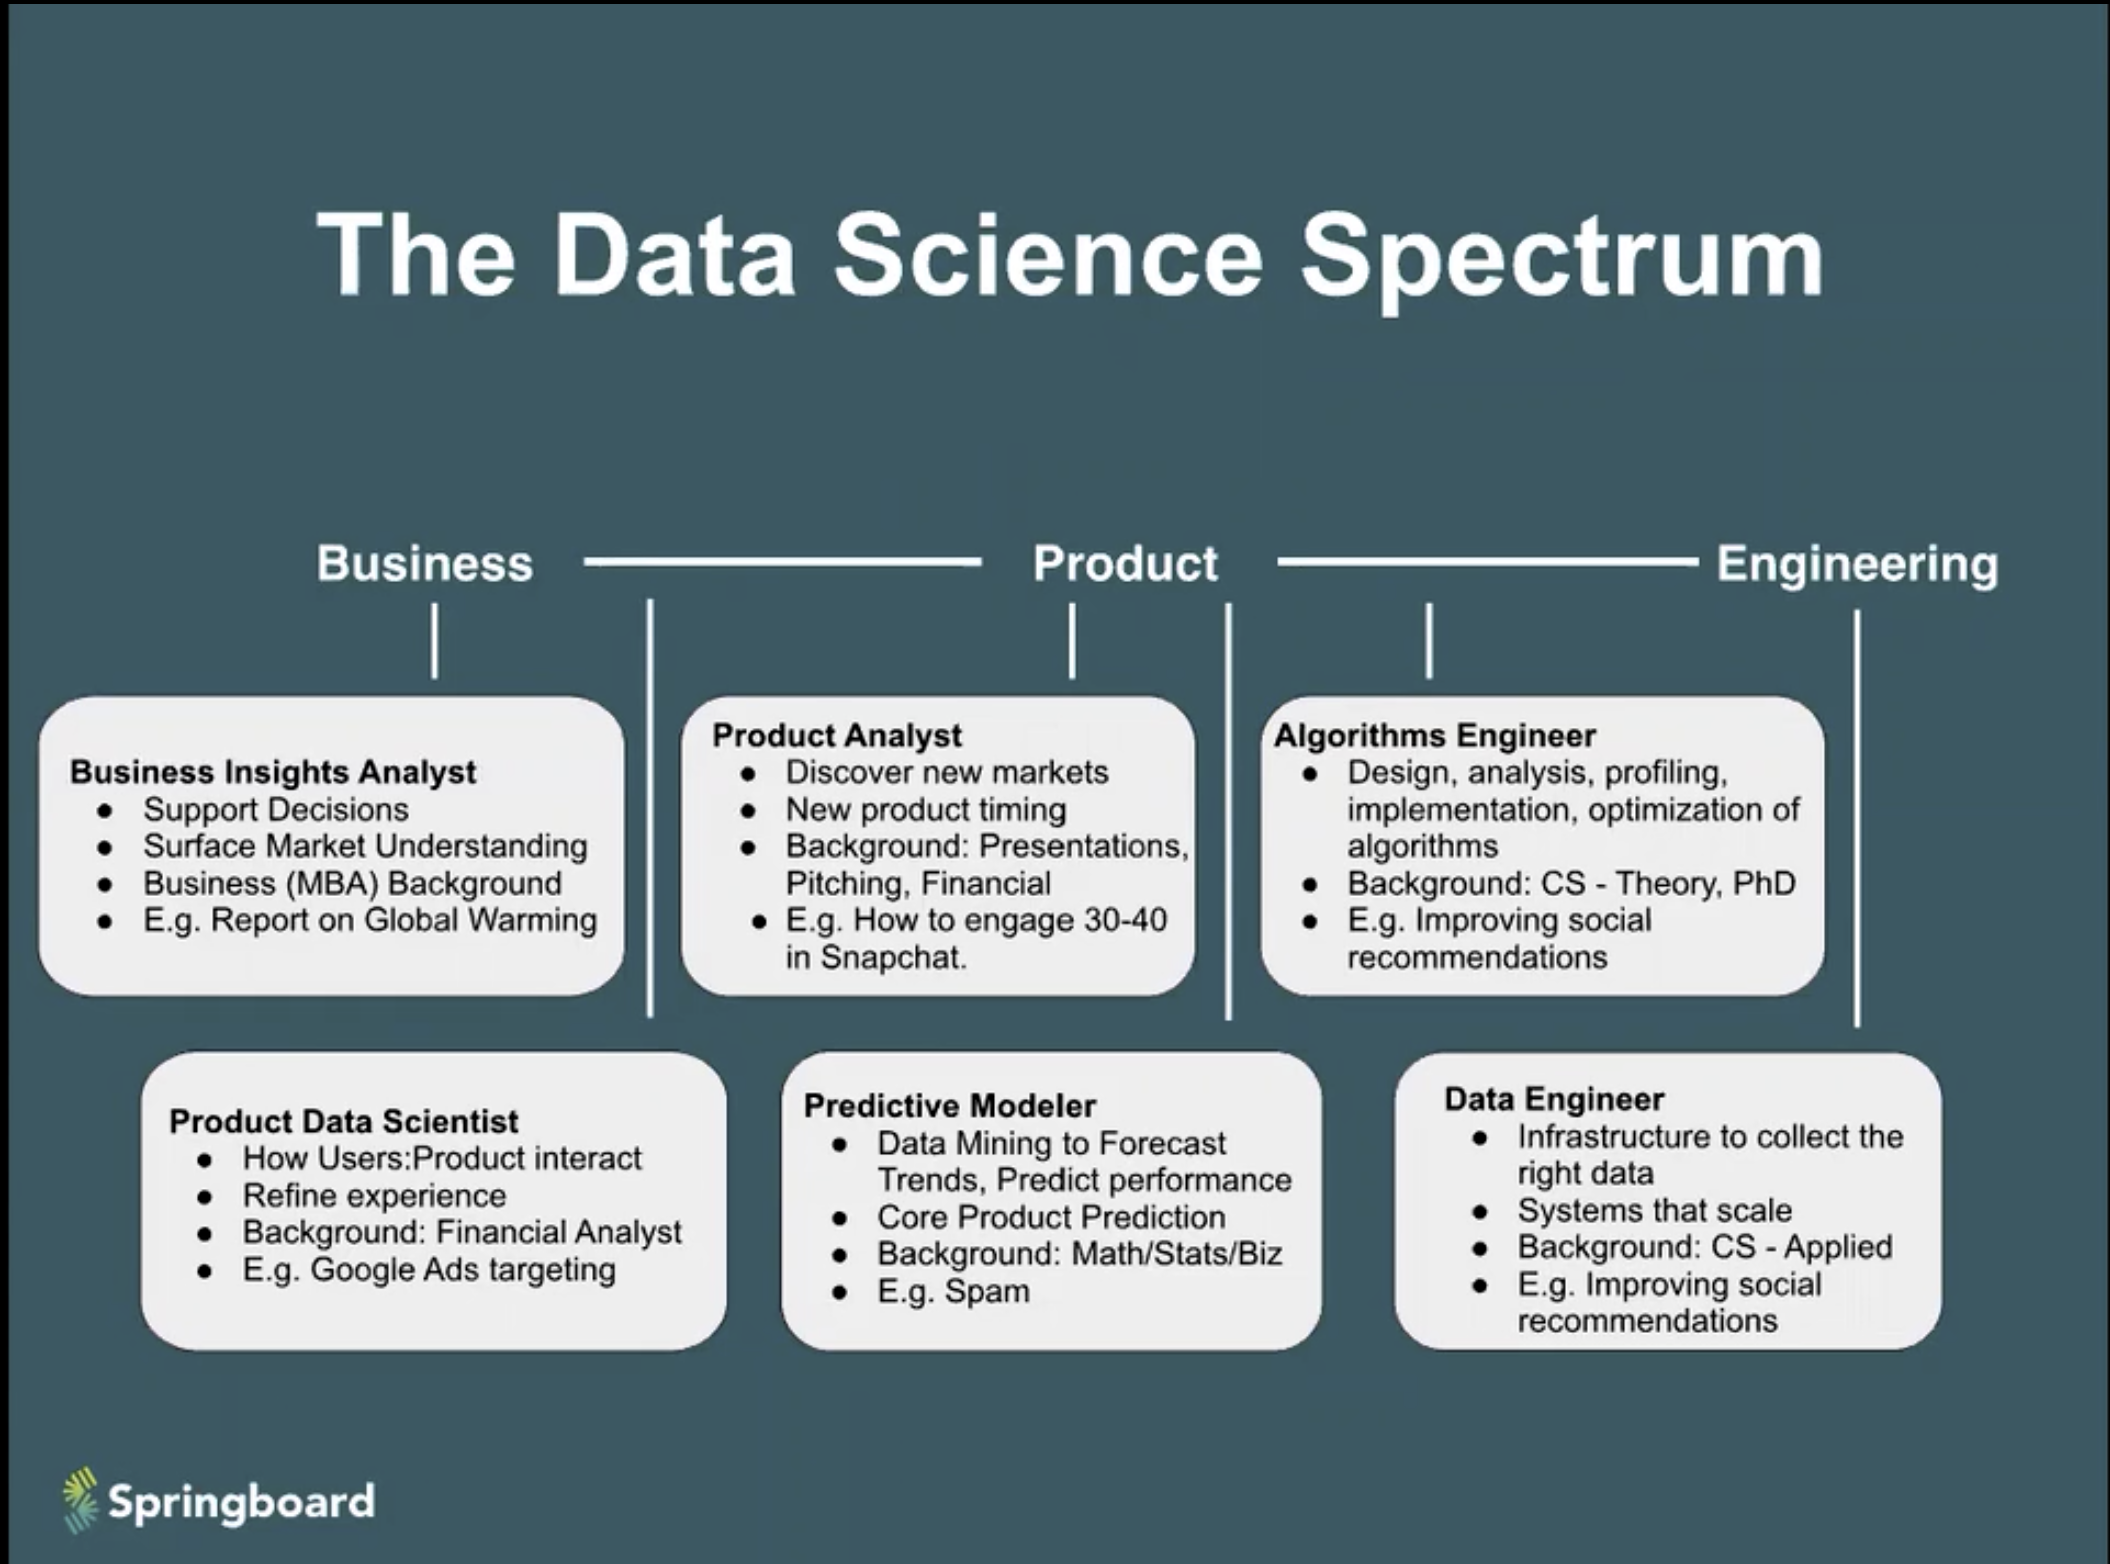 The Data Science Spectrum
Business
Product
Engineering
Business Insights Analyst
● Support Decisions
● Surface Market Understanding
● Business (MBA) Background
● E.g. Report on Global Warming
Product Analyst
● Discover new markets
● New product timing
● Background: Presentations,
Pitching, Financial
● E.g. How to engage 30-40
in Snapchat.
Algorithms Engineer
● Design, analysis, profiling,
implementation, optimization of
algorithms
● Background: CS - Theory, PhD
● E.g. Improving social
recommendations
Product Data Scientist
● How Users:Product interact
● Refine experience
● Background: Financial Analyst
● E.g. Google Ads targeting
Predictive Modeler
● Data Mining to Forecast
Trends, Predict performance
● Core Product Prediction
● Background: Math/Stats/Biz
● E.g. Spam
Data Engineer
● Infrastructure to collect the
right data
● Systems that scale
● Background: CS - Applied
● E.g. Improving social
recommendations
Springboard